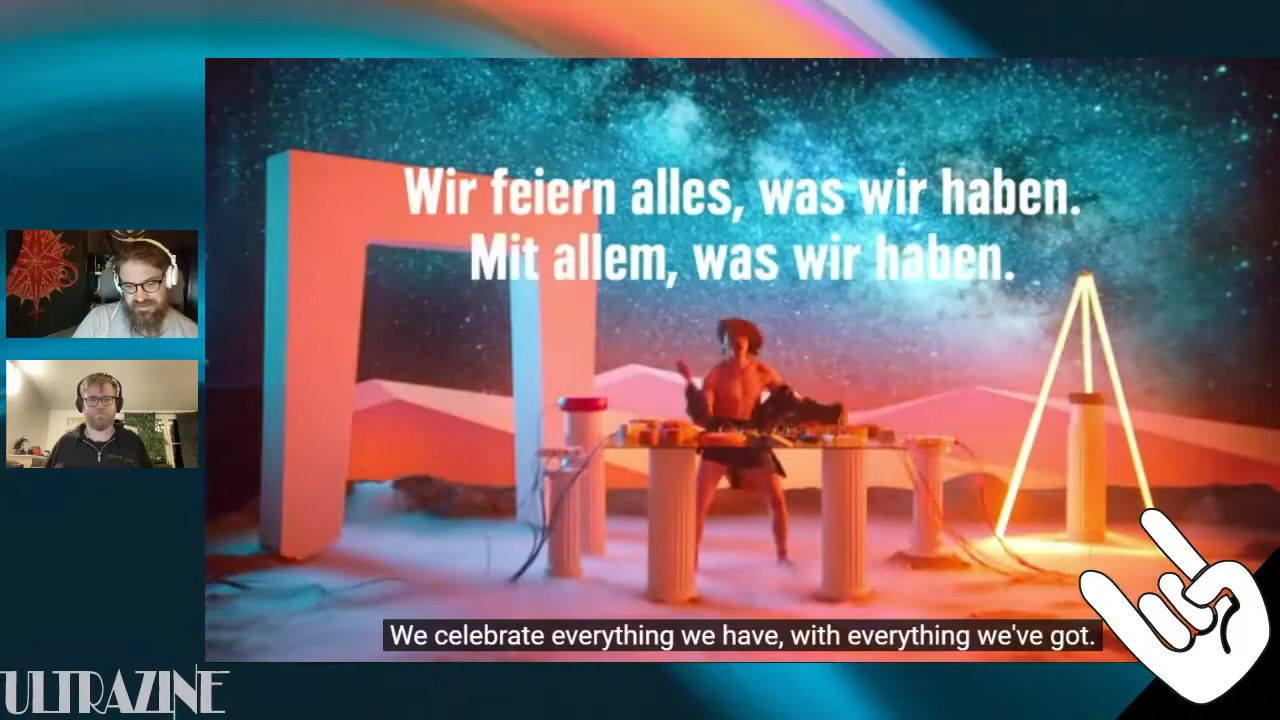 Wir feiern alles, was wir haben.
Mit allem, was wir haben.
We celebrate everything we have, with everything we've got.
ULTRAZINE